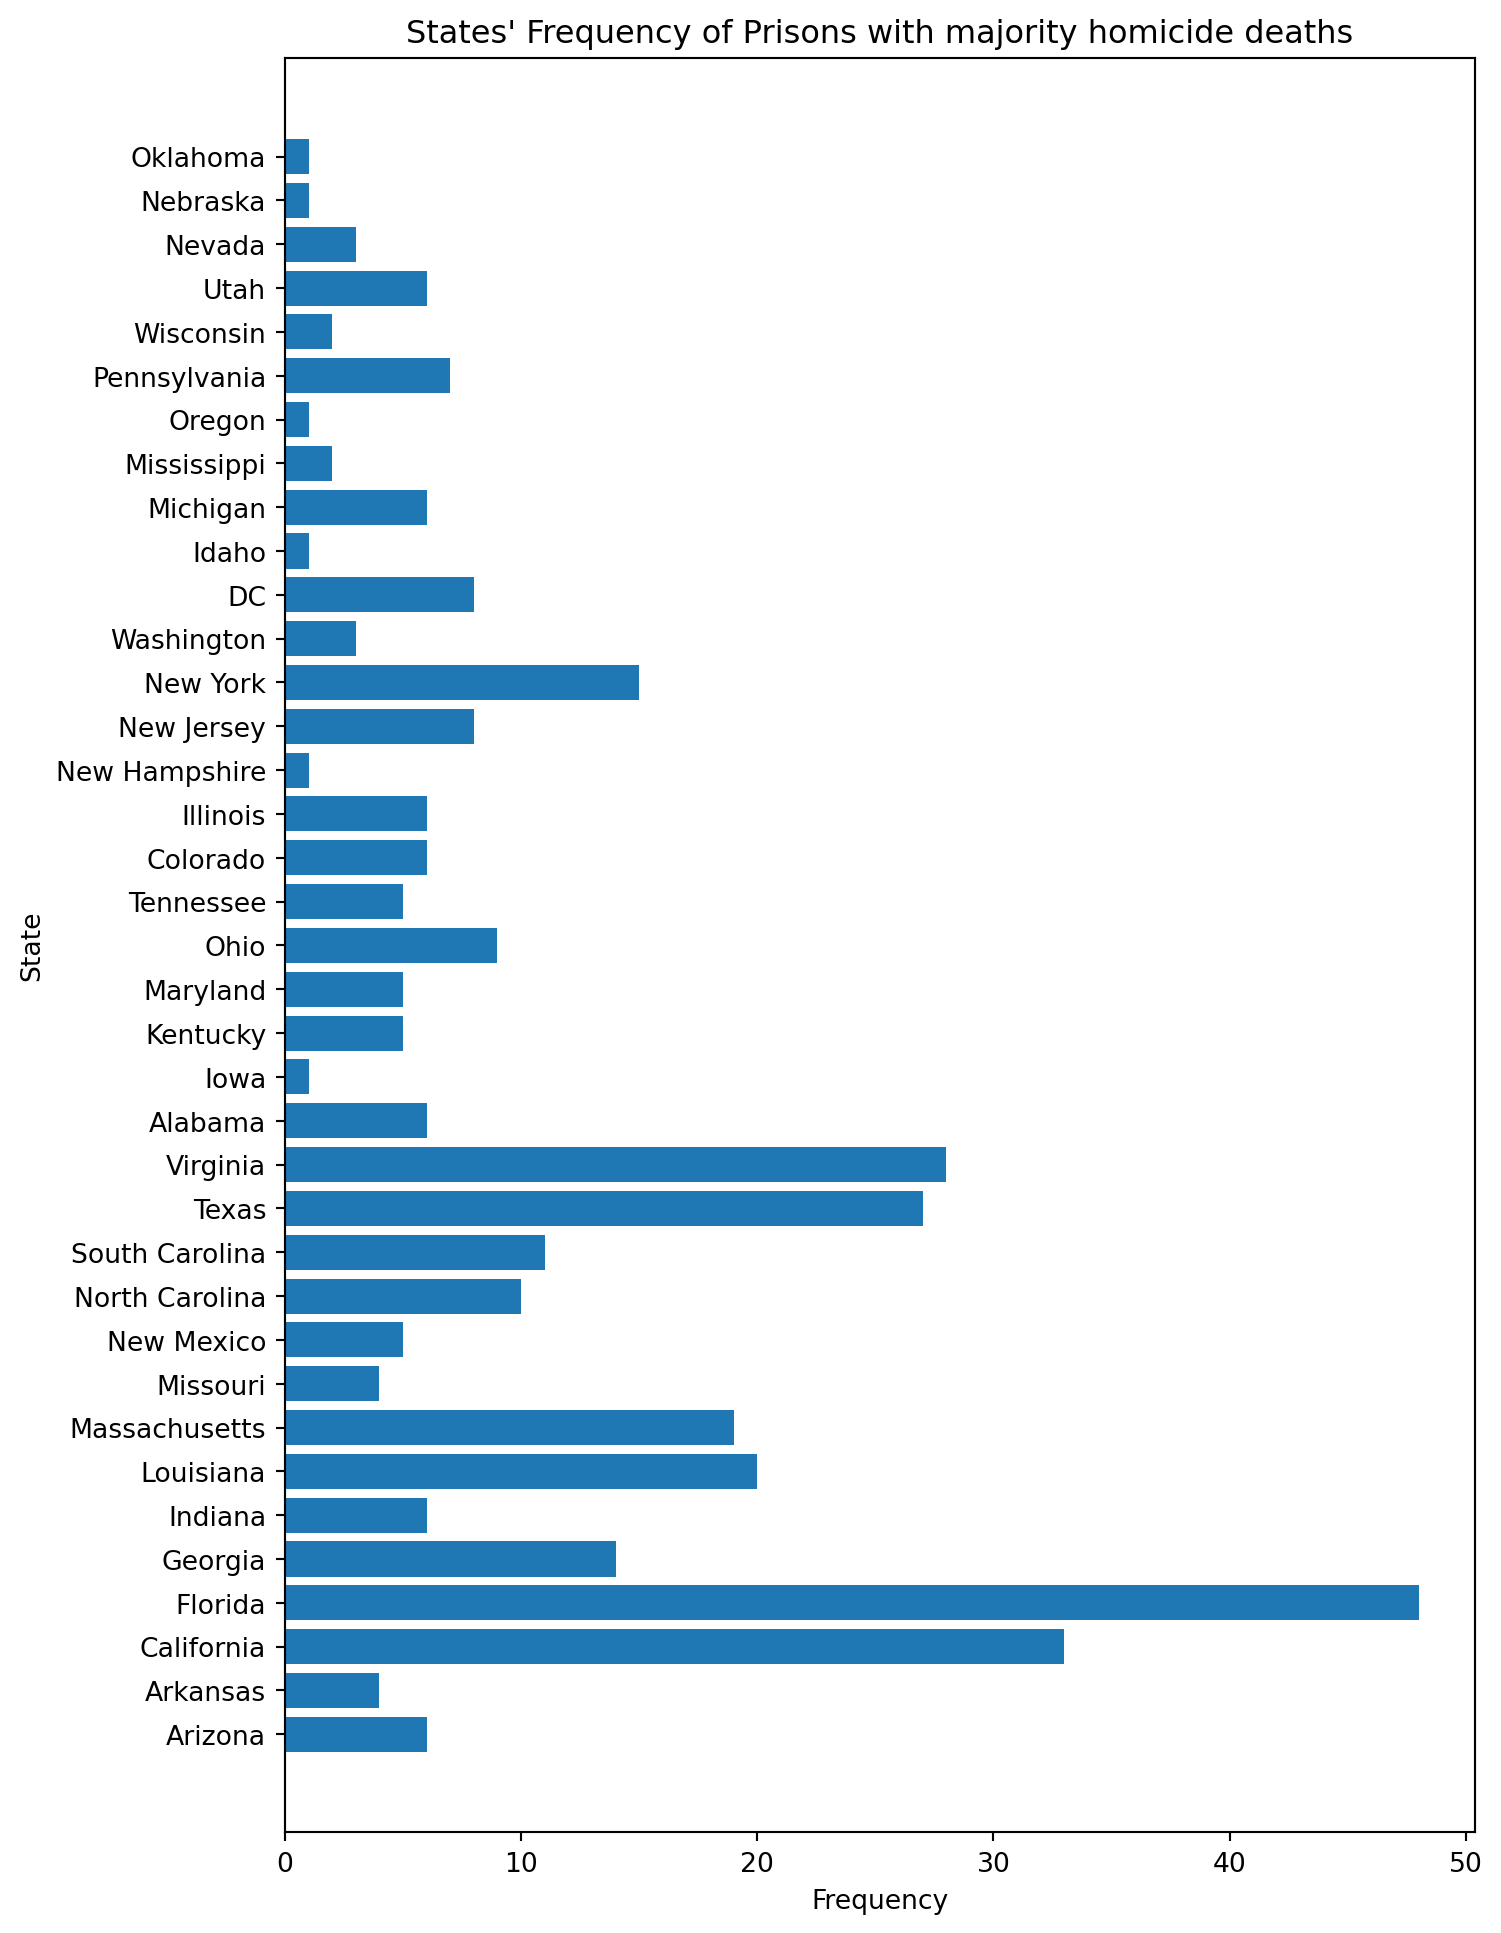 States' Frequency of Prisons with majority homicide deaths
Oklahoma
Nebraska
Nevada
Utah
Wisconsin
Pennsylvania
Oregon
Mississippi
Michigan
Idaho
DC
Washington
New York
New Jersey
New Hampshire
Illinois
Colorado
Tennessee
Ohio
Maryland
Kentucky
Iowa
Alabama
Virginia
Texas
South Carolina
North Carolina
New Mexico
Missouri
Massachusetts
Louisiana
Indiana
Georgia
Florida
California
Arkansas
Arizona
State
0 10 20 30 40 50
Frequency